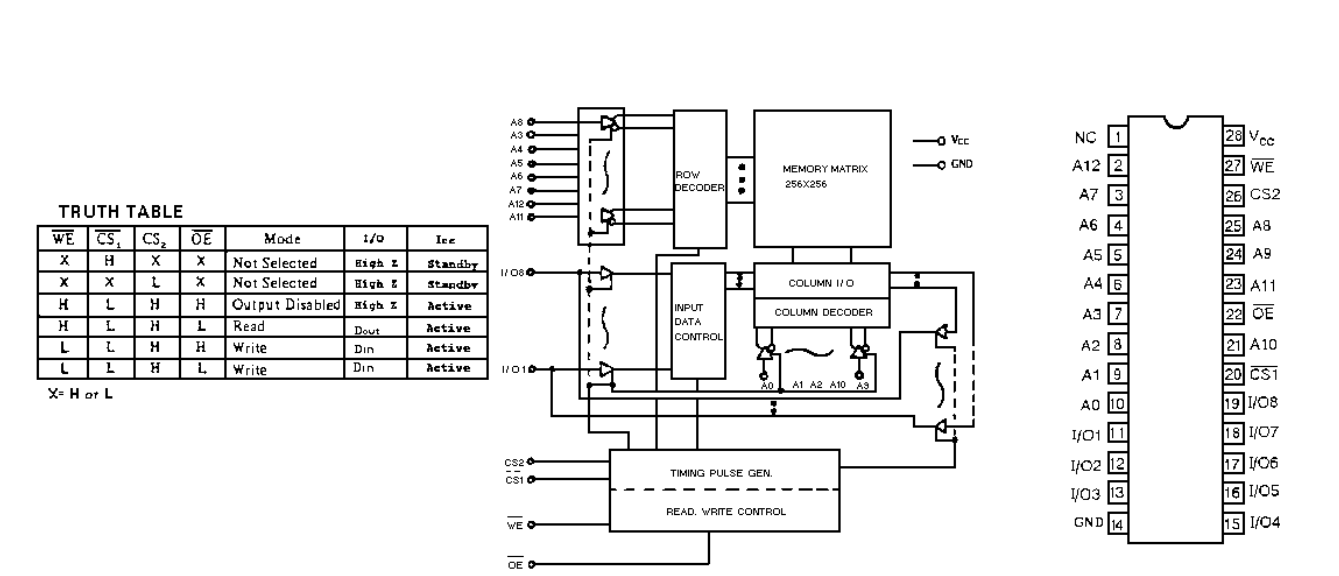 TRUTH TABLE
WE CS1 CS2 OE Mode I/O Icc
X H X X Not Selected High Z Standby
X X L X Not Selected High Z Standby
H L H H Output Disabled High Z Active
H L H L Read Dout Active
L L H H Write Din Active
L L H L Write Din Active
X= H or L
A8
A3
A4
A5
A6
A7
A12
A11
ROW
DECODER
MEMORY MATRIX
256X256
Vcc
GND
I/O8
I/O1
INPUT
DATA
CONTROL
COLUMN I/O
COLUMN DECODER
A0 A1 A2 A10 A3
CS2
CS1
WE
OE
TIMING PULSE GEN.
READ. WRITE CONTROL
NC 1 28 Vcc
A12 2 27 WE
A7 3 26 CS2
A6 4 25 A8
A5 5 24 A9
A4 6 23 A11
A3 7 22 OE
A2 8 21 A10
A1 9 20 CS1
A0 10 19 I/O8
I/O1 11 18 I/O7
I/O2 12 17 I/O6
I/O3 13 16 I/O5
GND 14 15 I/O4